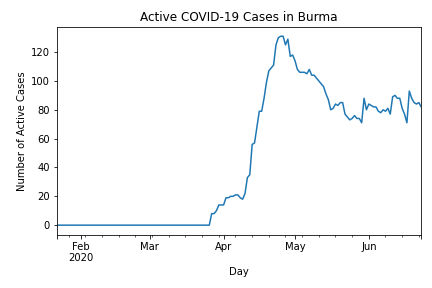 Active COVID-19 Cases in Burma
Number of Active Cases
120
100
80
60
40
20
0
Feb
2020
Mar
Apr
May
Jun
Day